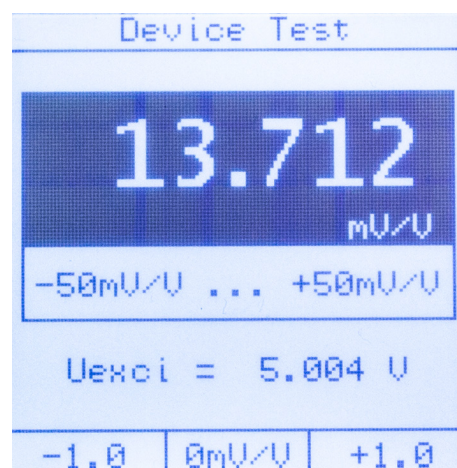 Device Test
13.712
mV/V
-50mV/V ... +50mV/V
Uexci = 5.004 V
-1.0 0mV/V +1.0